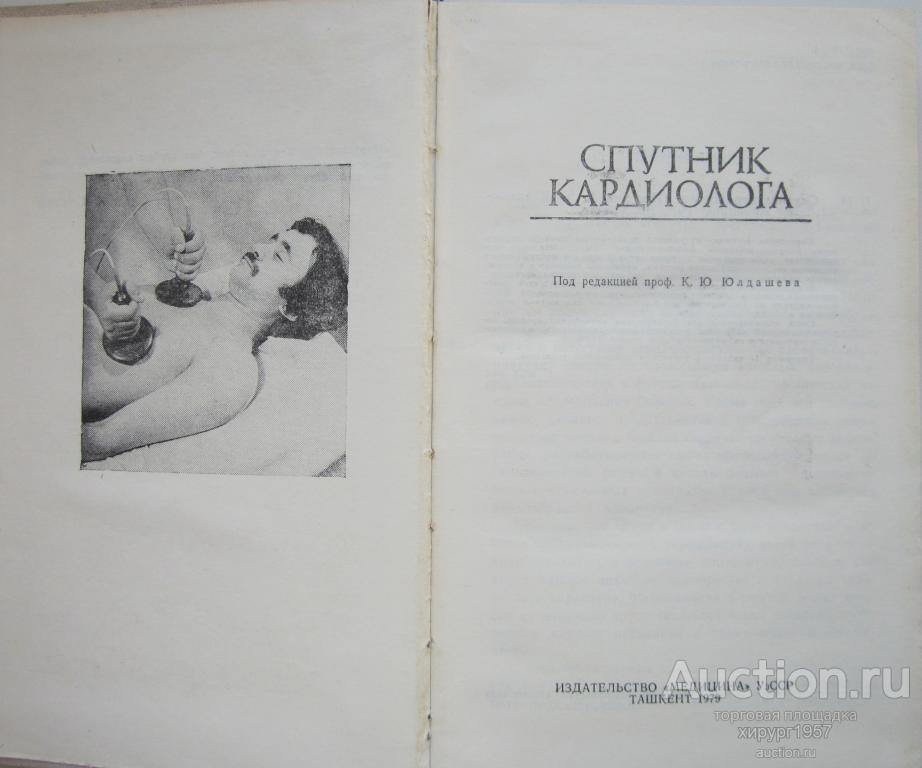 СПУТНИК
КАРДИОЛОГА
Под редакцией проф. К. Ю. Юлдашева
ИЗДАТЕЛЬСТВО «МЕДИЦИНА» УзССР
ТАШКЕНТ 1979
Auction.ru
торговая площадка
хирург1957
auction.ru